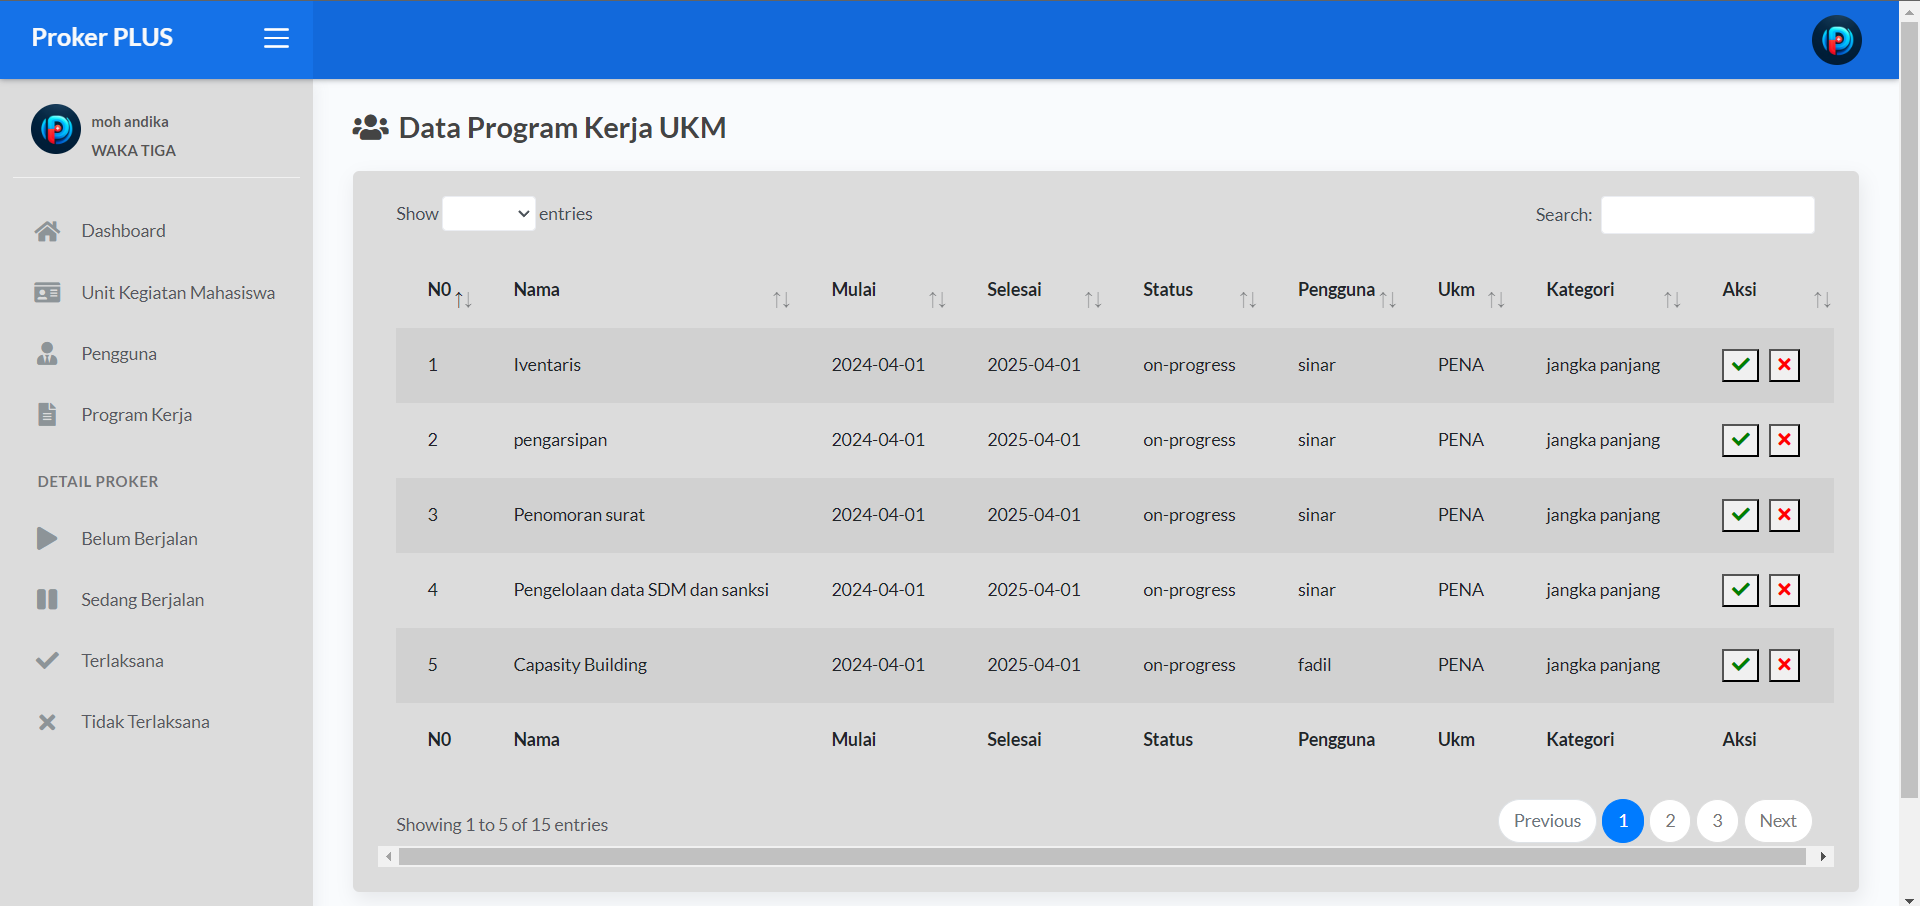 Proker PLUS
moh andika
WAKA TIGA
Dashboard
Unit Kegiatan Mahasiswa
Pengguna
Program Kerja
DETAIL PROKER
Belum Berjalan
Sedang Berjalan
Terlaksana
Tidak Terlaksana
Data Program Kerja UKM
Show entries Search:
N0 Nama Mulai Selesai Status Pengguna Ukm Kategori Aksi
1 Iventaris 2024-04-01 2025-04-01 on-progress sinar PENA jangka panjang
2 pengarsipan 2024-04-01 2025-04-01 on-progress sinar PENA jangka panjang
3 Penomoran surat 2024-04-01 2025-04-01 on-progress sinar PENA jangka panjang
4 Pengelolaan data SDM dan sanksi 2024-04-01 2025-04-01 on-progress sinar PENA jangka panjang
5 Capasity Building 2024-04-01 2025-04-01 on-progress fadil PENA jangka panjang
N0 Nama Mulai Selesai Status Pengguna Ukm Kategori Aksi
Showing 1 to 5 of 15 entries
Previous 1 2 3 Next